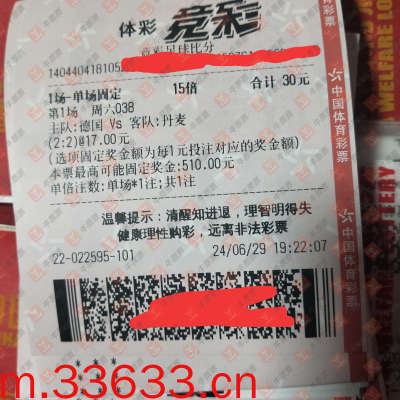 体彩 竞彩
竞彩足球比分
1场-单场固定 15倍 合计 30元
第1场 周六038
主队:德国 Vs 客队:丹麦
(2:2)@17.00元
(选项固定奖金额为每1元投注对应的奖金额)
本票最高可能固定奖金:510.00元
单倍注数:单场*1注;共1注
温馨提示：清醒知进退，理智明得失
健康理性购彩，远离非法彩票
22-022595-101 24/06/29 19:22:07
中国体育彩票
中国体育彩票
WELFARE LO
m.33633.cn